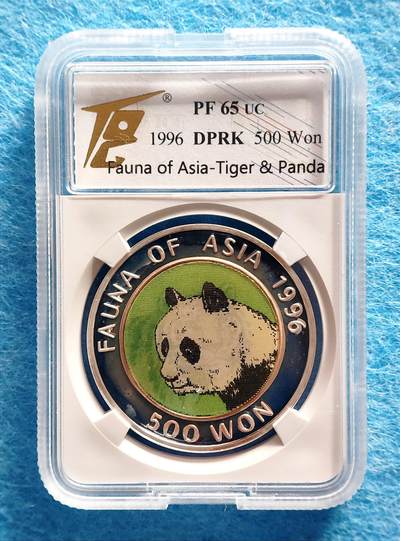 ®
PF 65 UC
1996 DPRK 500 Won
Fauna of Asia-Tiger & Panda
FAUNA OF ASIA 1996
500 WON